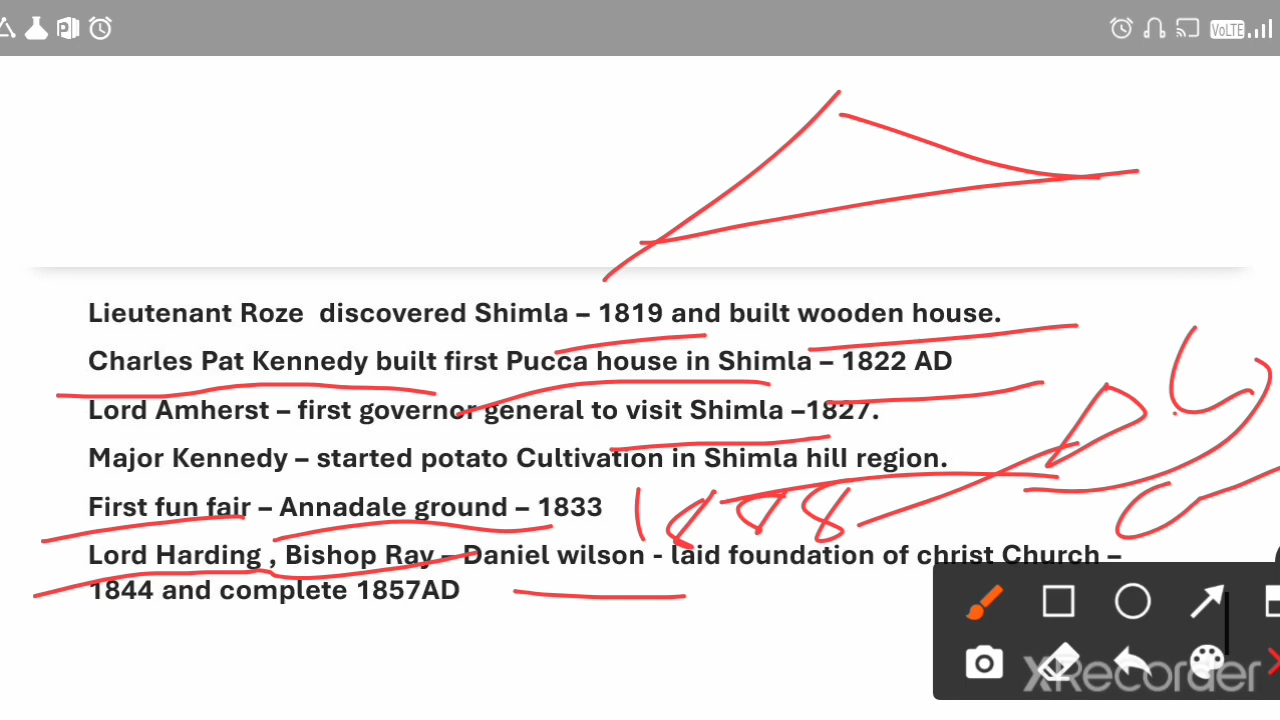 VoLTE
Lieutenant Roze discovered Shimla – 1819 and built wooden house.
Charles Pat Kennedy built first Pucca house in Shimla – 1822 AD
Lord Amherst – first governor general to visit Shimla –1827.
Major Kennedy – started potato Cultivation in Shimla hill region.
First fun fair – Annadale ground – 1833
Lord Harding , Bishop Ray – Daniel wilson - laid foundation of christ Church –
1844 and complete 1857AD
XRecorder